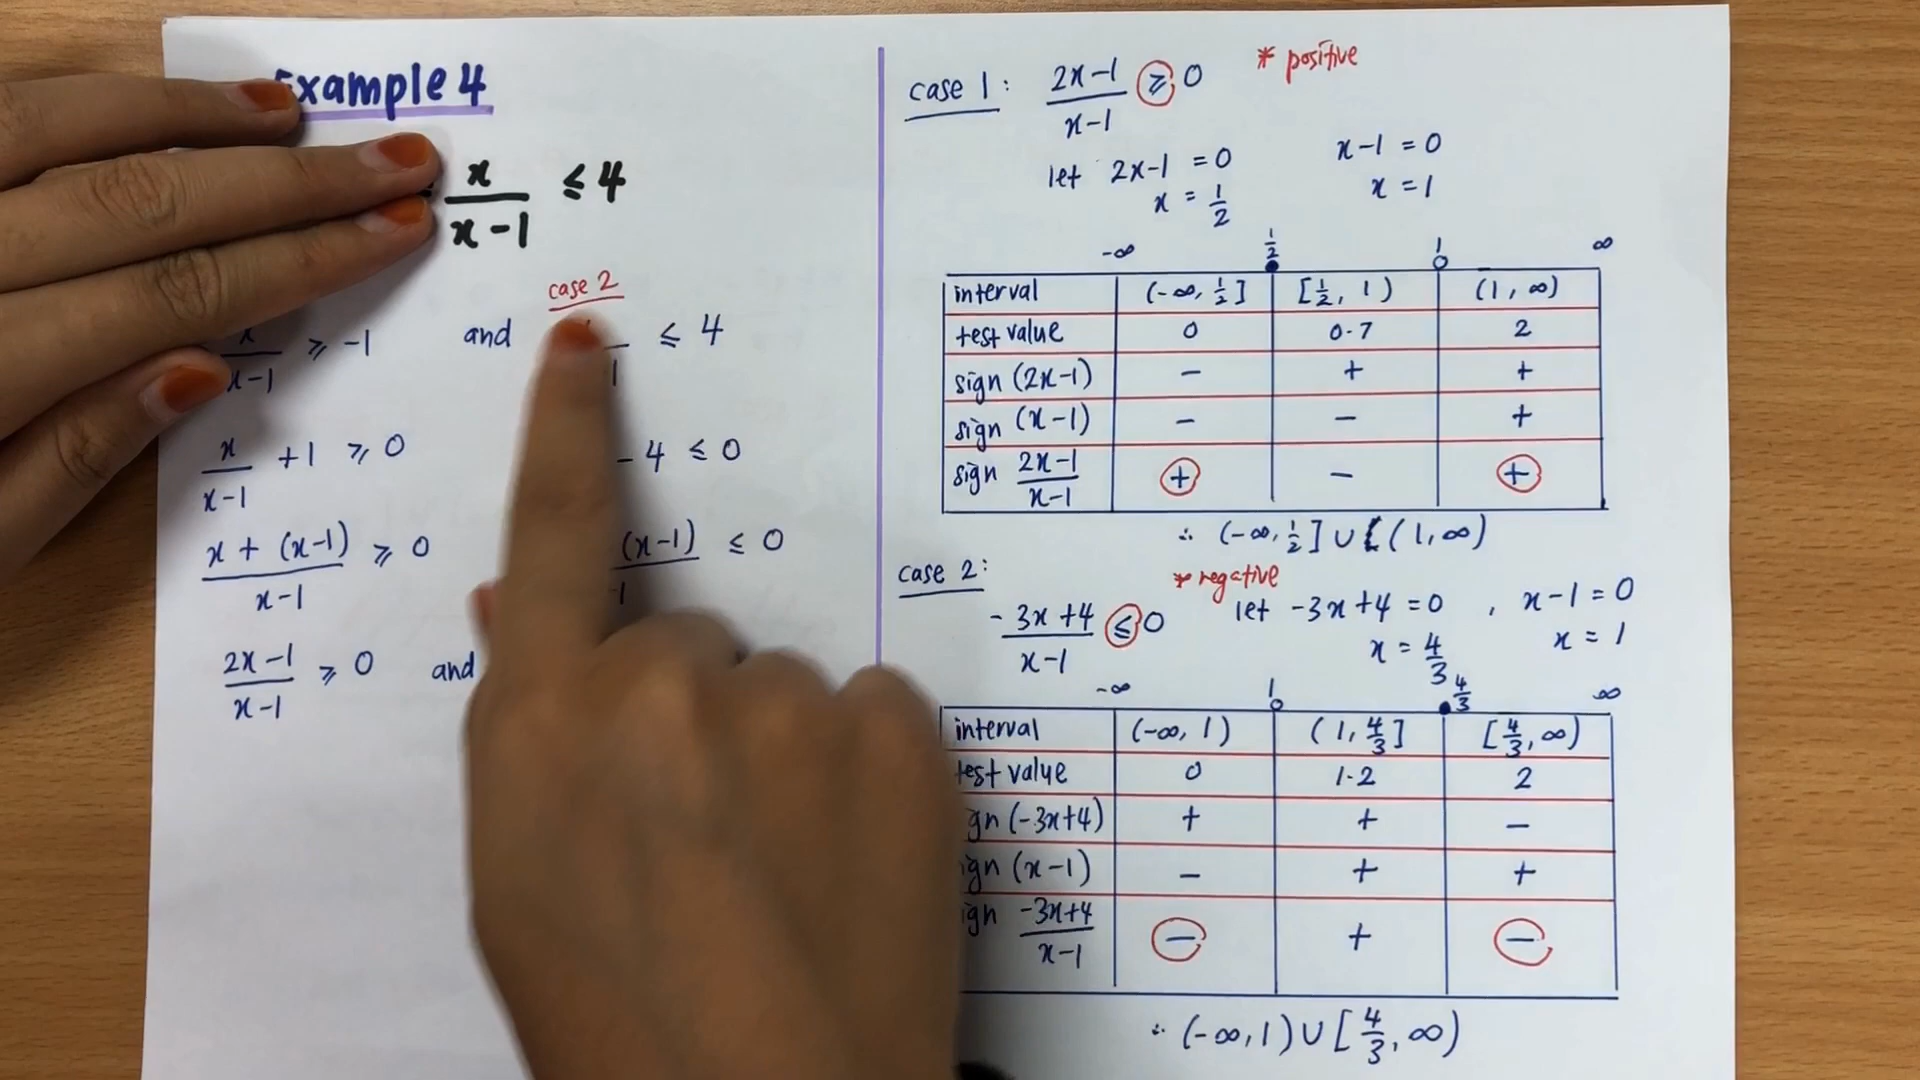 Example 4
x/(x-1) ≤ 4
case 2
x/(x-1) ≥ -1 and ≤ 4
x/(x-1) + 1 ≥ 0 - 4 ≤ 0
(x + (x-1))/(x-1) ≥ 0 (x-1) ≤ 0
(2x-1)/(x-1) ≥ 0 and
case 1: (2x-1)/(x-1) ≥ 0 * positive
let 2x-1 = 0 x-1 = 0
x = 1/2 x = 1
-∞ 1/2 1 ∞
interval (-∞, 1/2] [1/2, 1) (1, ∞)
test value 0 0.7 2
sign (2x-1) - + +
sign (x-1) - - +
sign (2x-1)/(x-1) + - +
∴ (-∞, 1/2] ∪ (1, ∞)
case 2: * negative
(-3x+4)/(x-1) ≤ 0 let -3x+4 = 0 , x-1 = 0
x = 4/3 x = 1
-∞ 1 4/3 ∞
interval (-∞, 1) (1, 4/3] [4/3, ∞)
test value 0 1.2 2
gn (-3x+4) + + -
gn (x-1) - + +
gn (-3x+4)/(x-1) - + -
∴ (-∞, 1) ∪ [4/3, ∞)